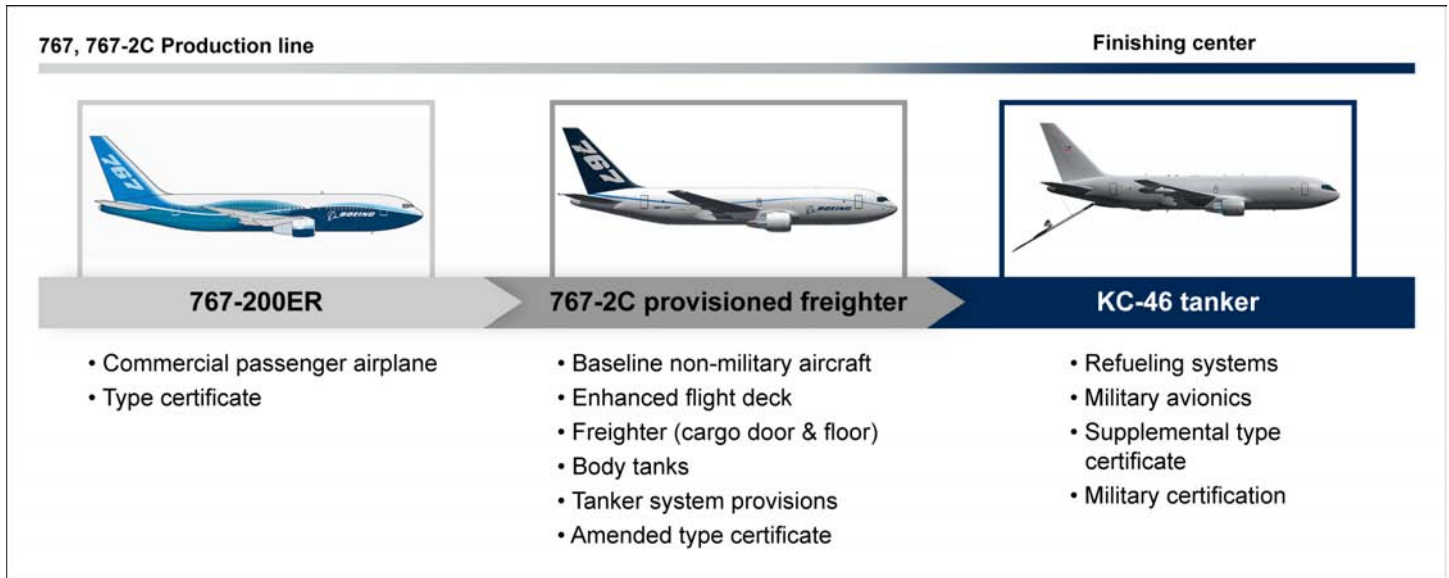 767, 767-2C Production line
Finishing center
767
BOEING
767
BOEING
767-200ER
767-2C provisioned freighter
KC-46 tanker
• Commercial passenger airplane
• Type certificate
• Baseline non-military aircraft
• Enhanced flight deck
• Freighter (cargo door & floor)
• Body tanks
• Tanker system provisions
• Amended type certificate
• Refueling systems
• Military avionics
• Supplemental type
certificate
• Military certification